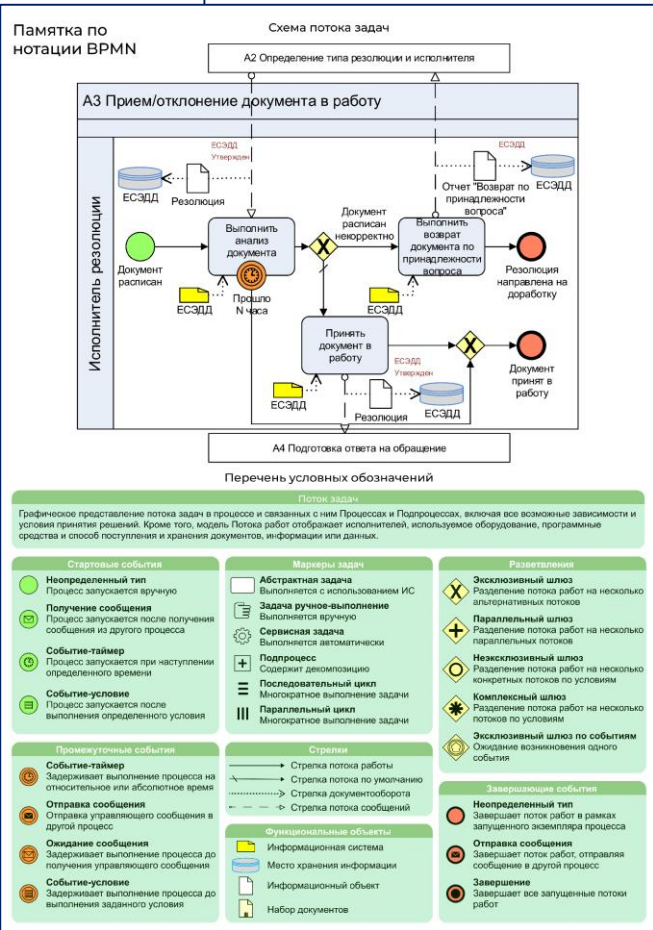 Памятка по
нотации BPMN
Схема потока задач
А2 Определение типа резолюции и исполнителя
А3 Прием/отклонение документа в работу
Исполнитель резолюции
ЕСЭДД
Утвержден
ЕСЭДД
Резолюция
ЕСЭДД
Отчет "Возврат по
принадлежности
вопроса"
ЕСЭДД
Документ
расписан
Выполнить
анализ
документа
Прошло
N часа
ЕСЭДД
X
Документ
расписан
некорректно
Выполнить
возврат
документа по
принадлежности
вопроса
ЕСЭДД
Резолюция
направлена на
доработку
Принять
документ в
работу
ЕСЭДД
ЕСЭДД
Утвержден
Резолюция
ЕСЭДД
X
Документ
принят в
работу
А4 Подготовка ответа на обращение
Перечень условных обозначений
Поток задач
Графическое представление потока задач в процессе и связанных с ним Процессах и Подпроцессах, включая все возможные зависимости и
условия принятия решений. Кроме того, модель Потока работ отображает исполнителей, используемое оборудование, программные
средства и способ поступления и хранения документов, информации или данных.
Стартовые события
Неопределенный тип
Процесс запускается вручную
Получение сообщения
Процесс запускается после получения
сообщения из другого процесса
Событие-таймер
Процесс запускается при наступлении
определенного времени
Событие-условие
Процесс запускается после
выполнения определенного условия
Маркеры задач
Абстрактная задача
Выполняется с использованием ИС
Задача ручное-выполнение
Выполняется вручную
Сервисная задача
Выполняется автоматически
Подпроцесс
Содержит декомпозицию
Последовательный цикл
Многократное выполнение задачи
Параллельный цикл
Многократное выполнение задачи
Разветвления
Эксклюзивный шлюз
Разделение потока работ на несколько
альтернативных потоков
Параллельный шлюз
Разделение потока работ на несколько
параллельных потоков
Неэксклюзивный шлюз
Разделение потока работ на несколько
конкретных потоков по условиям
Комплексный шлюз
Разделение потока работ на несколько
потоков по условиям
Эксклюзивный шлюз по событиям
Ожидание возникновения одного
события
Промежуточные события
Событие-таймер
Задерживает выполнение процесса на
относительное или абсолютное время
Отправка сообщения
Отправка управляющего сообщения в
другой процесс
Ожидание сообщения
Задерживает выполнение процесса до
получения управляющего сообщения
Событие-условие
Задерживает выполнение процесса до
выполнения заданного условия
Стрелки
Стрелка потока работы
Стрелка потока по умолчанию
Стрелка документооборота
Стрелка потока сообщений
Функциональные объекты
Информационная система
Место хранения информации
Информационный объект
Набор документов
Завершающие события
Неопределенный тип
Завершает поток работ в рамках
запущенного экземпляра процесса
Отправка сообщения
Завершает поток работ, отправляя
сообщение в другой процесс
Завершение
Завершает все запущенные потоки
работ